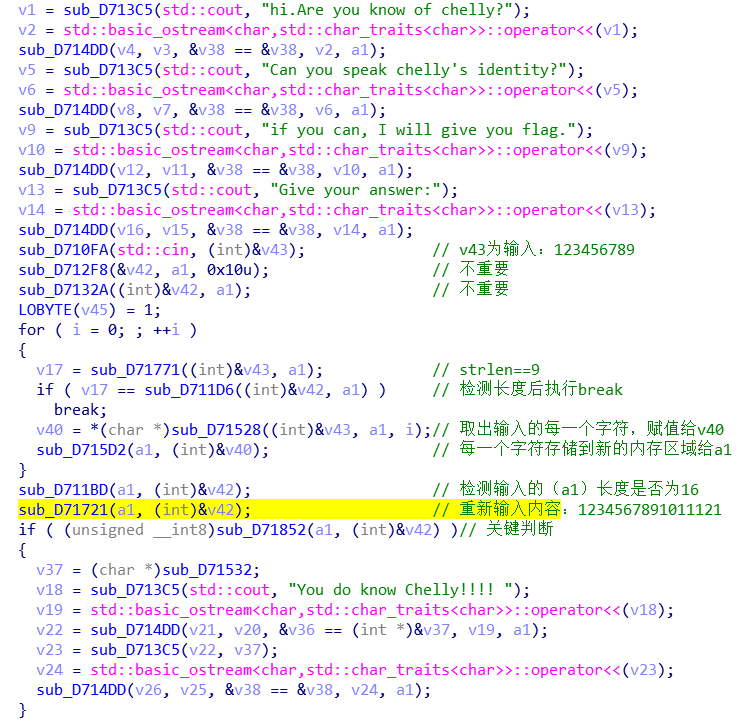 v1 = sub_D713C5(std::cout, "hi.Are you know of chelly?");
v2 = std::basic_ostream<char,std::char_traits<char>>::operator<<(v1);
sub_D714DD(v4, v3, &v38 == &v38, v2, a1);
v5 = sub_D713C5(std::cout, "Can you speak chelly's identity?");
v6 = std::basic_ostream<char,std::char_traits<char>>::operator<<(v5);
sub_D714DD(v8, v7, &v38 == &v38, v6, a1);
v9 = sub_D713C5(std::cout, "if you can, I will give you flag.");
v10 = std::basic_ostream<char,std::char_traits<char>>::operator<<(v9);
sub_D714DD(v12, v11, &v38 == &v38, v10, a1);
v13 = sub_D713C5(std::cout, "Give your answer:");
v14 = std::basic_ostream<char,std::char_traits<char>>::operator<<(v13);
sub_D714DD(v16, v15, &v38 == &v38, v14, a1);
sub_D710FA(std::cin, (int)&v43); // v43为输入：123456789
sub_D712F8(&v42, a1, 0x10u); // 不重要
sub_D7132A((int)&v42, a1); // 不重要
LOBYTE(v45) = 1;
for ( i = 0; ; ++i )
{
v17 = sub_D71771((int)&v43, a1); // strlen==9
if ( v17 == sub_D711D6((int)&v42, a1) ) // 检测长度后执行break
break;
v40 = *(char *)sub_D71528((int)&v43, a1, i);// 取出输入的每一个字符，赋值给v40
sub_D715D2(a1, (int)&v40); // 每一个字符存储到新的内存区域给a1
}
sub_D711BD(a1, (int)&v42); // 检测输入的（a1）长度是否为16
sub_D71721(a1, (int)&v42); // 重新输入内容：1234567891011121
if ( (unsigned __int8)sub_D71852(a1, (int)&v42) )// 关键判断
{
v37 = (char *)sub_D71532;
v18 = sub_D713C5(std::cout, "You do know Chelly!!!! ");
v19 = std::basic_ostream<char,std::char_traits<char>>::operator<<(v18);
v22 = sub_D714DD(v21, v20, &v36 == (int *)&v37, v19, a1);
v23 = sub_D713C5(v22, v37);
v24 = std::basic_ostream<char,std::char_traits<char>>::operator<<(v23);
sub_D714DD(v26, v25, &v38 == &v38, v24, a1);
}